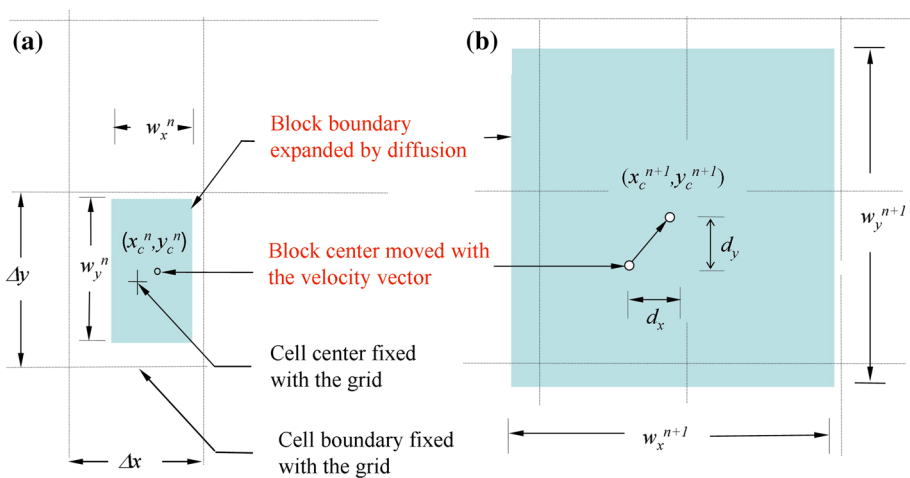 (a)
w_x^n
Block boundary
expanded by diffusion
(x_c^n,y_c^n)
Δy
w_y^n
Block center moved with
the velocity vector
Cell center fixed
with the grid
Cell boundary fixed
with the grid
Δx
(b)
(x_c^{n+1},y_c^{n+1})
d_y
d_x
w_y^{n+1}
w_x^{n+1}